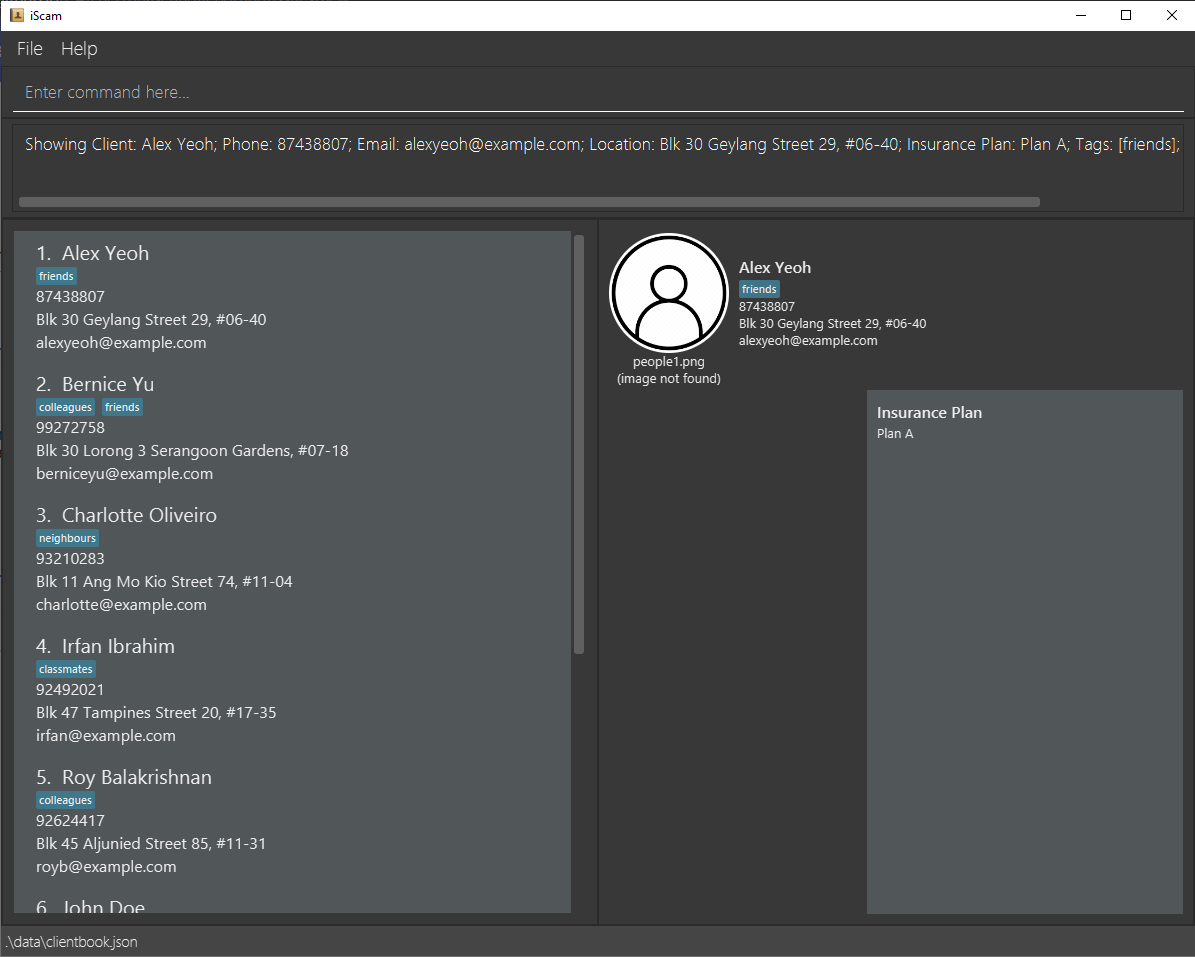 iScam
File Help
Enter command here...
Showing Client: Alex Yeoh; Phone: 87438807; Email: alexyeoh@example.com; Location: Blk 30 Geylang Street 29, #06-40; Insurance Plan: Plan A; Tags: [friends];
1. Alex Yeoh
friends
87438807
Blk 30 Geylang Street 29, #06-40
alexyeoh@example.com
2. Bernice Yu
colleagues friends
99272758
Blk 30 Lorong 3 Serangoon Gardens, #07-18
berniceyu@example.com
3. Charlotte Oliveiro
neighbours
93210283
Blk 11 Ang Mo Kio Street 74, #11-04
charlotte@example.com
4. Irfan Ibrahim
classmates
92492021
Blk 47 Tampines Street 20, #17-35
irfan@example.com
5. Roy Balakrishnan
colleagues
92624417
Blk 45 Aljunied Street 85, #11-31
royb@example.com
6. John Doe
Alex Yeoh
friends
87438807
Blk 30 Geylang Street 29, #06-40
alexyeoh@example.com
people1.png
(image not found)
Insurance Plan
Plan A
.\data\clientbook.json